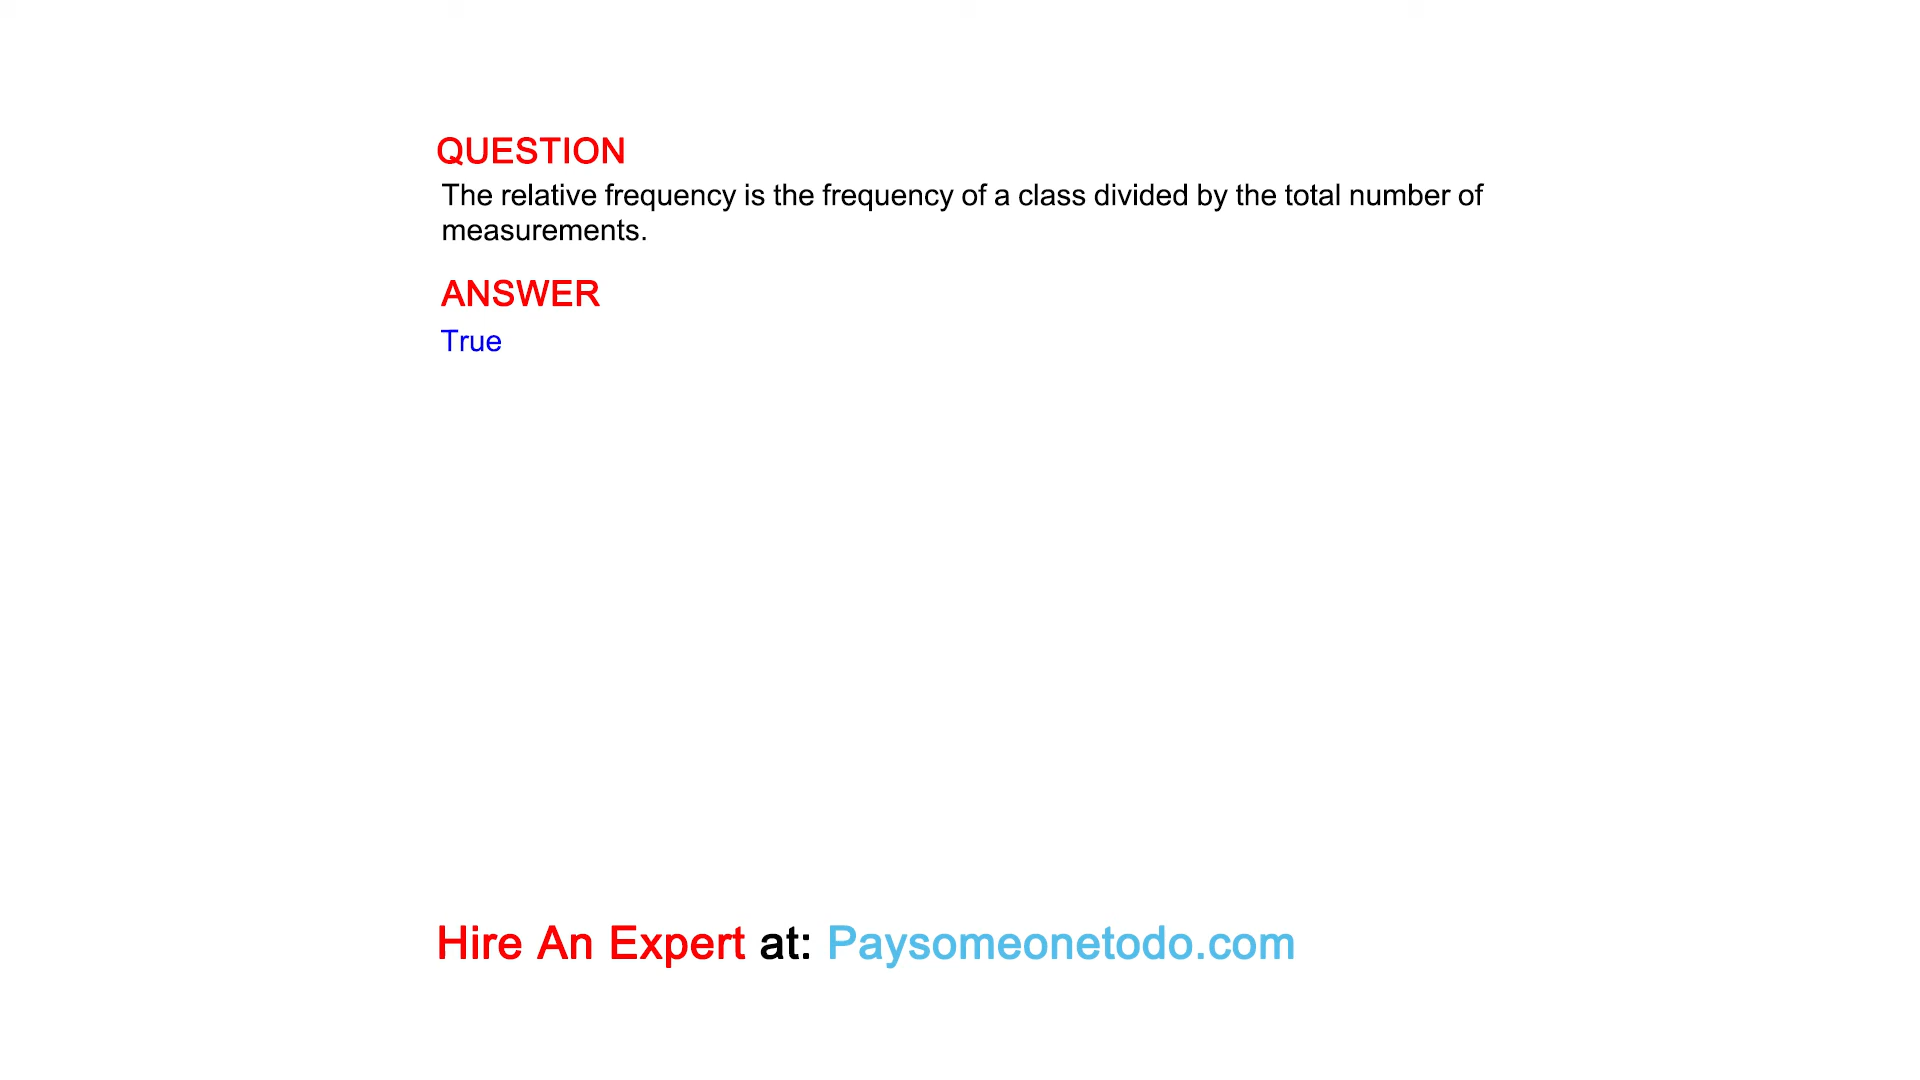 QUESTION
The relative frequency is the frequency of a class divided by the total number of
measurements.
ANSWER
True
Hire An Expert at: Paysomeonetodo.com